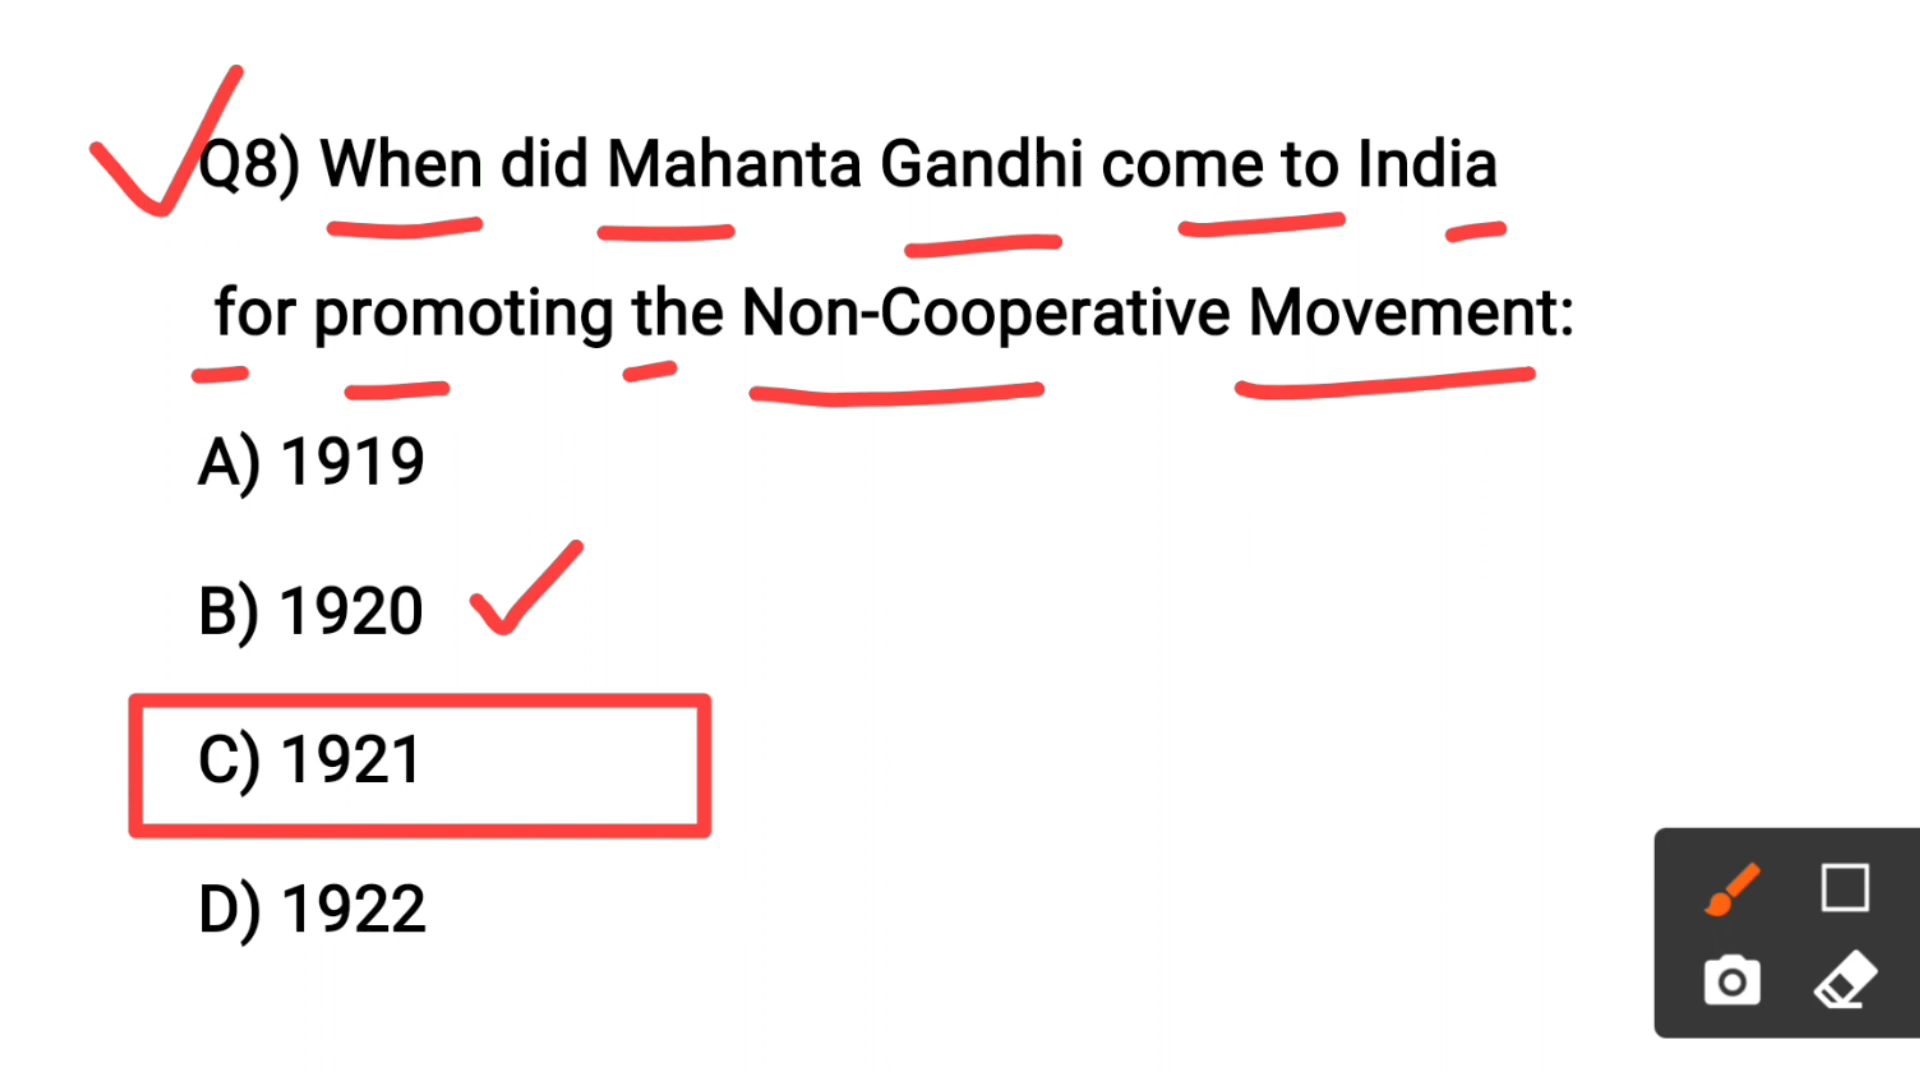 Q8) When did Mahanta Gandhi come to India
for promoting the Non-Cooperative Movement:
A) 1919
B) 1920
C) 1921
D) 1922